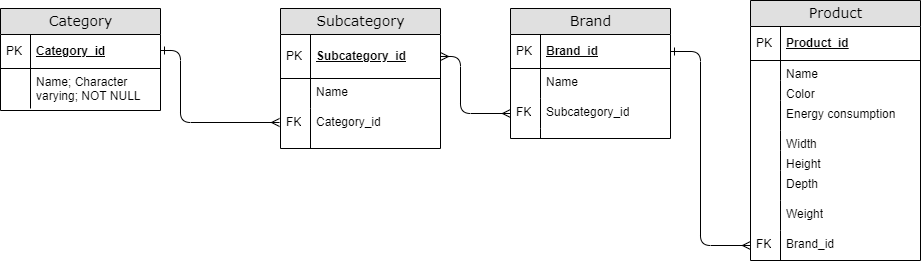 Category
PK Category_id
Name; Character
varying; NOT NULL
Subcategory
PK Subcategory_id
Name
FK Category_id
Brand
PK Brand_id
Name
FK Subcategory_id
Product
PK Product_id
Name
Color
Energy consumption
Width
Height
Depth
Weight
FK Brand_id